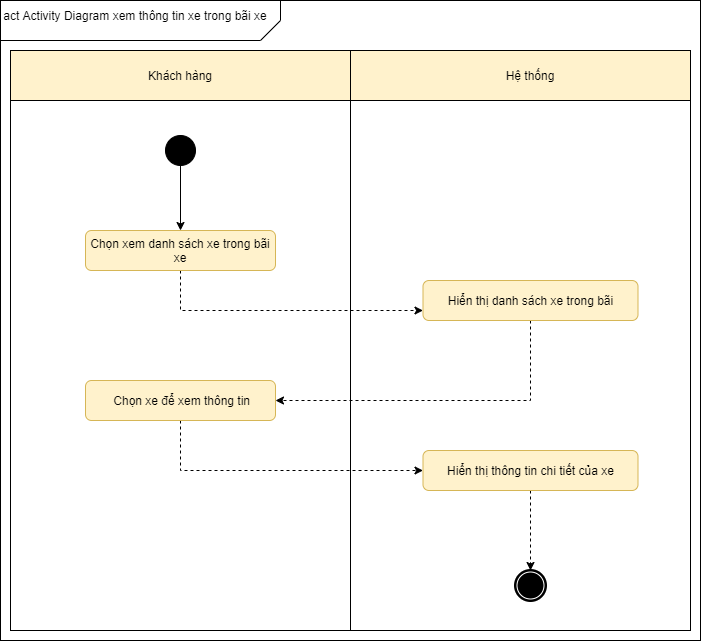 act Activity Diagram xem thông tin xe trong bãi xe
Khách hàng
Hệ thống
Chọn xem danh sách xe trong bãi
xe
Hiển thị danh sách xe trong bãi
Chọn xe để xem thông tin
Hiển thị thông tin chi tiết của xe